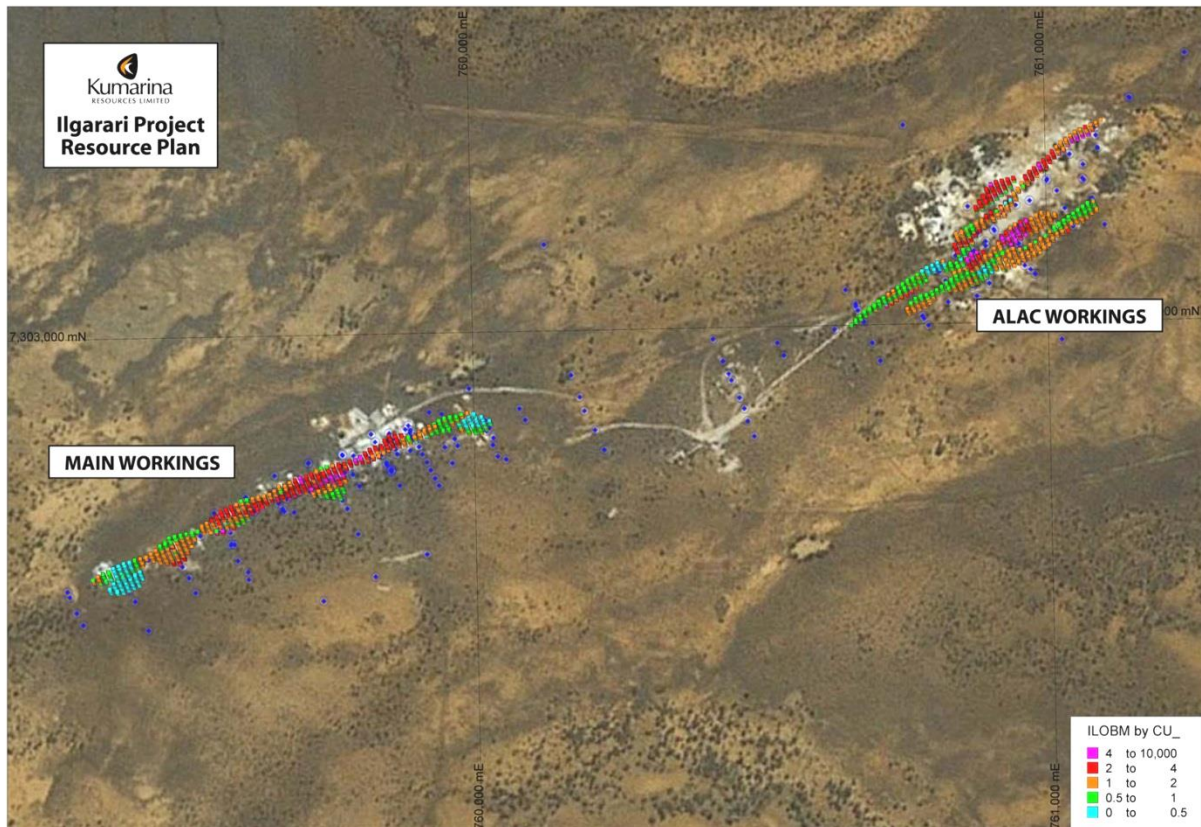 Kumarina
RESOURCES LIMITED
Ilgarari Project
Resource Plan
760,000 mE
761,000 mE
7,303,000 mN
00 mN
ALAC WORKINGS
MAIN WORKINGS
760,000 mE
761,000 mE
ILOBM by CU_
4 to 10,000
2 to 4
1 to 2
0.5 to 1
0 to 0.5